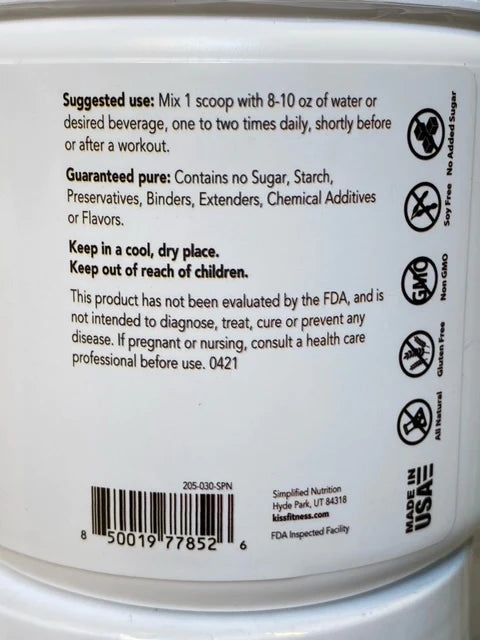 Suggested use: Mix 1 scoop with 8-10 oz of water or
desired beverage, one to two times daily, shortly before
or after a workout.
Guaranteed pure: Contains no Sugar, Starch,
Preservatives, Binders, Extenders, Chemical Additives
or Flavors.
Keep in a cool, dry place.
Keep out of reach of children.
This product has not been evaluated by the FDA, and is
not intended to diagnose, treat, cure or prevent any
disease. If pregnant or nursing, consult a health care
professional before use. 0421
No Added Sugar
Soy Free
GMO
Non GMO
Gluten Free
All Natural
MADE IN
USA
205-030-SPN
8 50019 77852 6
Simplified Nutrition
Hyde Park, UT 84318
kissfitness.com
FDA Inspected Facility